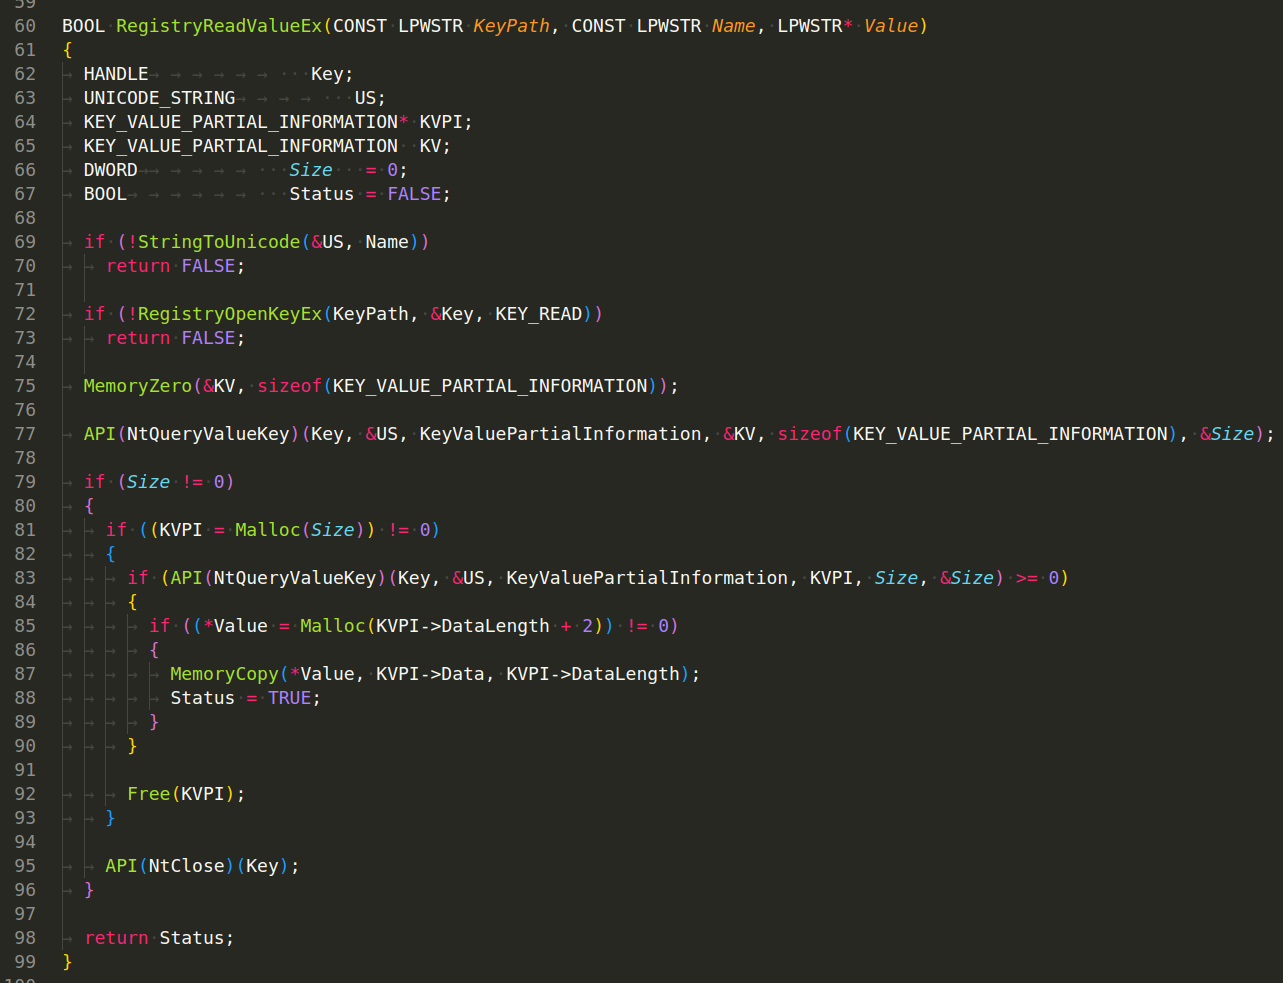 59
60 BOOL RegistryReadValueEx(CONST LPWSTR KeyPath, CONST LPWSTR Name, LPWSTR* Value)
61 {
62 HANDLE Key;
63 UNICODE_STRING US;
64 KEY_VALUE_PARTIAL_INFORMATION* KVPI;
65 KEY_VALUE_PARTIAL_INFORMATION KV;
66 DWORD Size = 0;
67 BOOL Status = FALSE;
68
69 if (!StringToUnicode(&US, Name))
70 return FALSE;
71
72 if (!RegistryOpenKeyEx(KeyPath, &Key, KEY_READ))
73 return FALSE;
74
75 MemoryZero(&KV, sizeof(KEY_VALUE_PARTIAL_INFORMATION));
76
77 API(NtQueryValueKey)(Key, &US, KeyValuePartialInformation, &KV, sizeof(KEY_VALUE_PARTIAL_INFORMATION), &Size);
78
79 if (Size != 0)
80 {
81 if ((KVPI = Malloc(Size)) != 0)
82 {
83 if (API(NtQueryValueKey)(Key, &US, KeyValuePartialInformation, KVPI, Size, &Size) >= 0)
84 {
85 if ((*Value = Malloc(KVPI->DataLength + 2)) != 0)
86 {
87 MemoryCopy(*Value, KVPI->Data, KVPI->DataLength);
88 Status = TRUE;
89 }
90 }
91
92 Free(KVPI);
93 }
94
95 API(NtClose)(Key);
96 }
97
98 return Status;
99 }
100